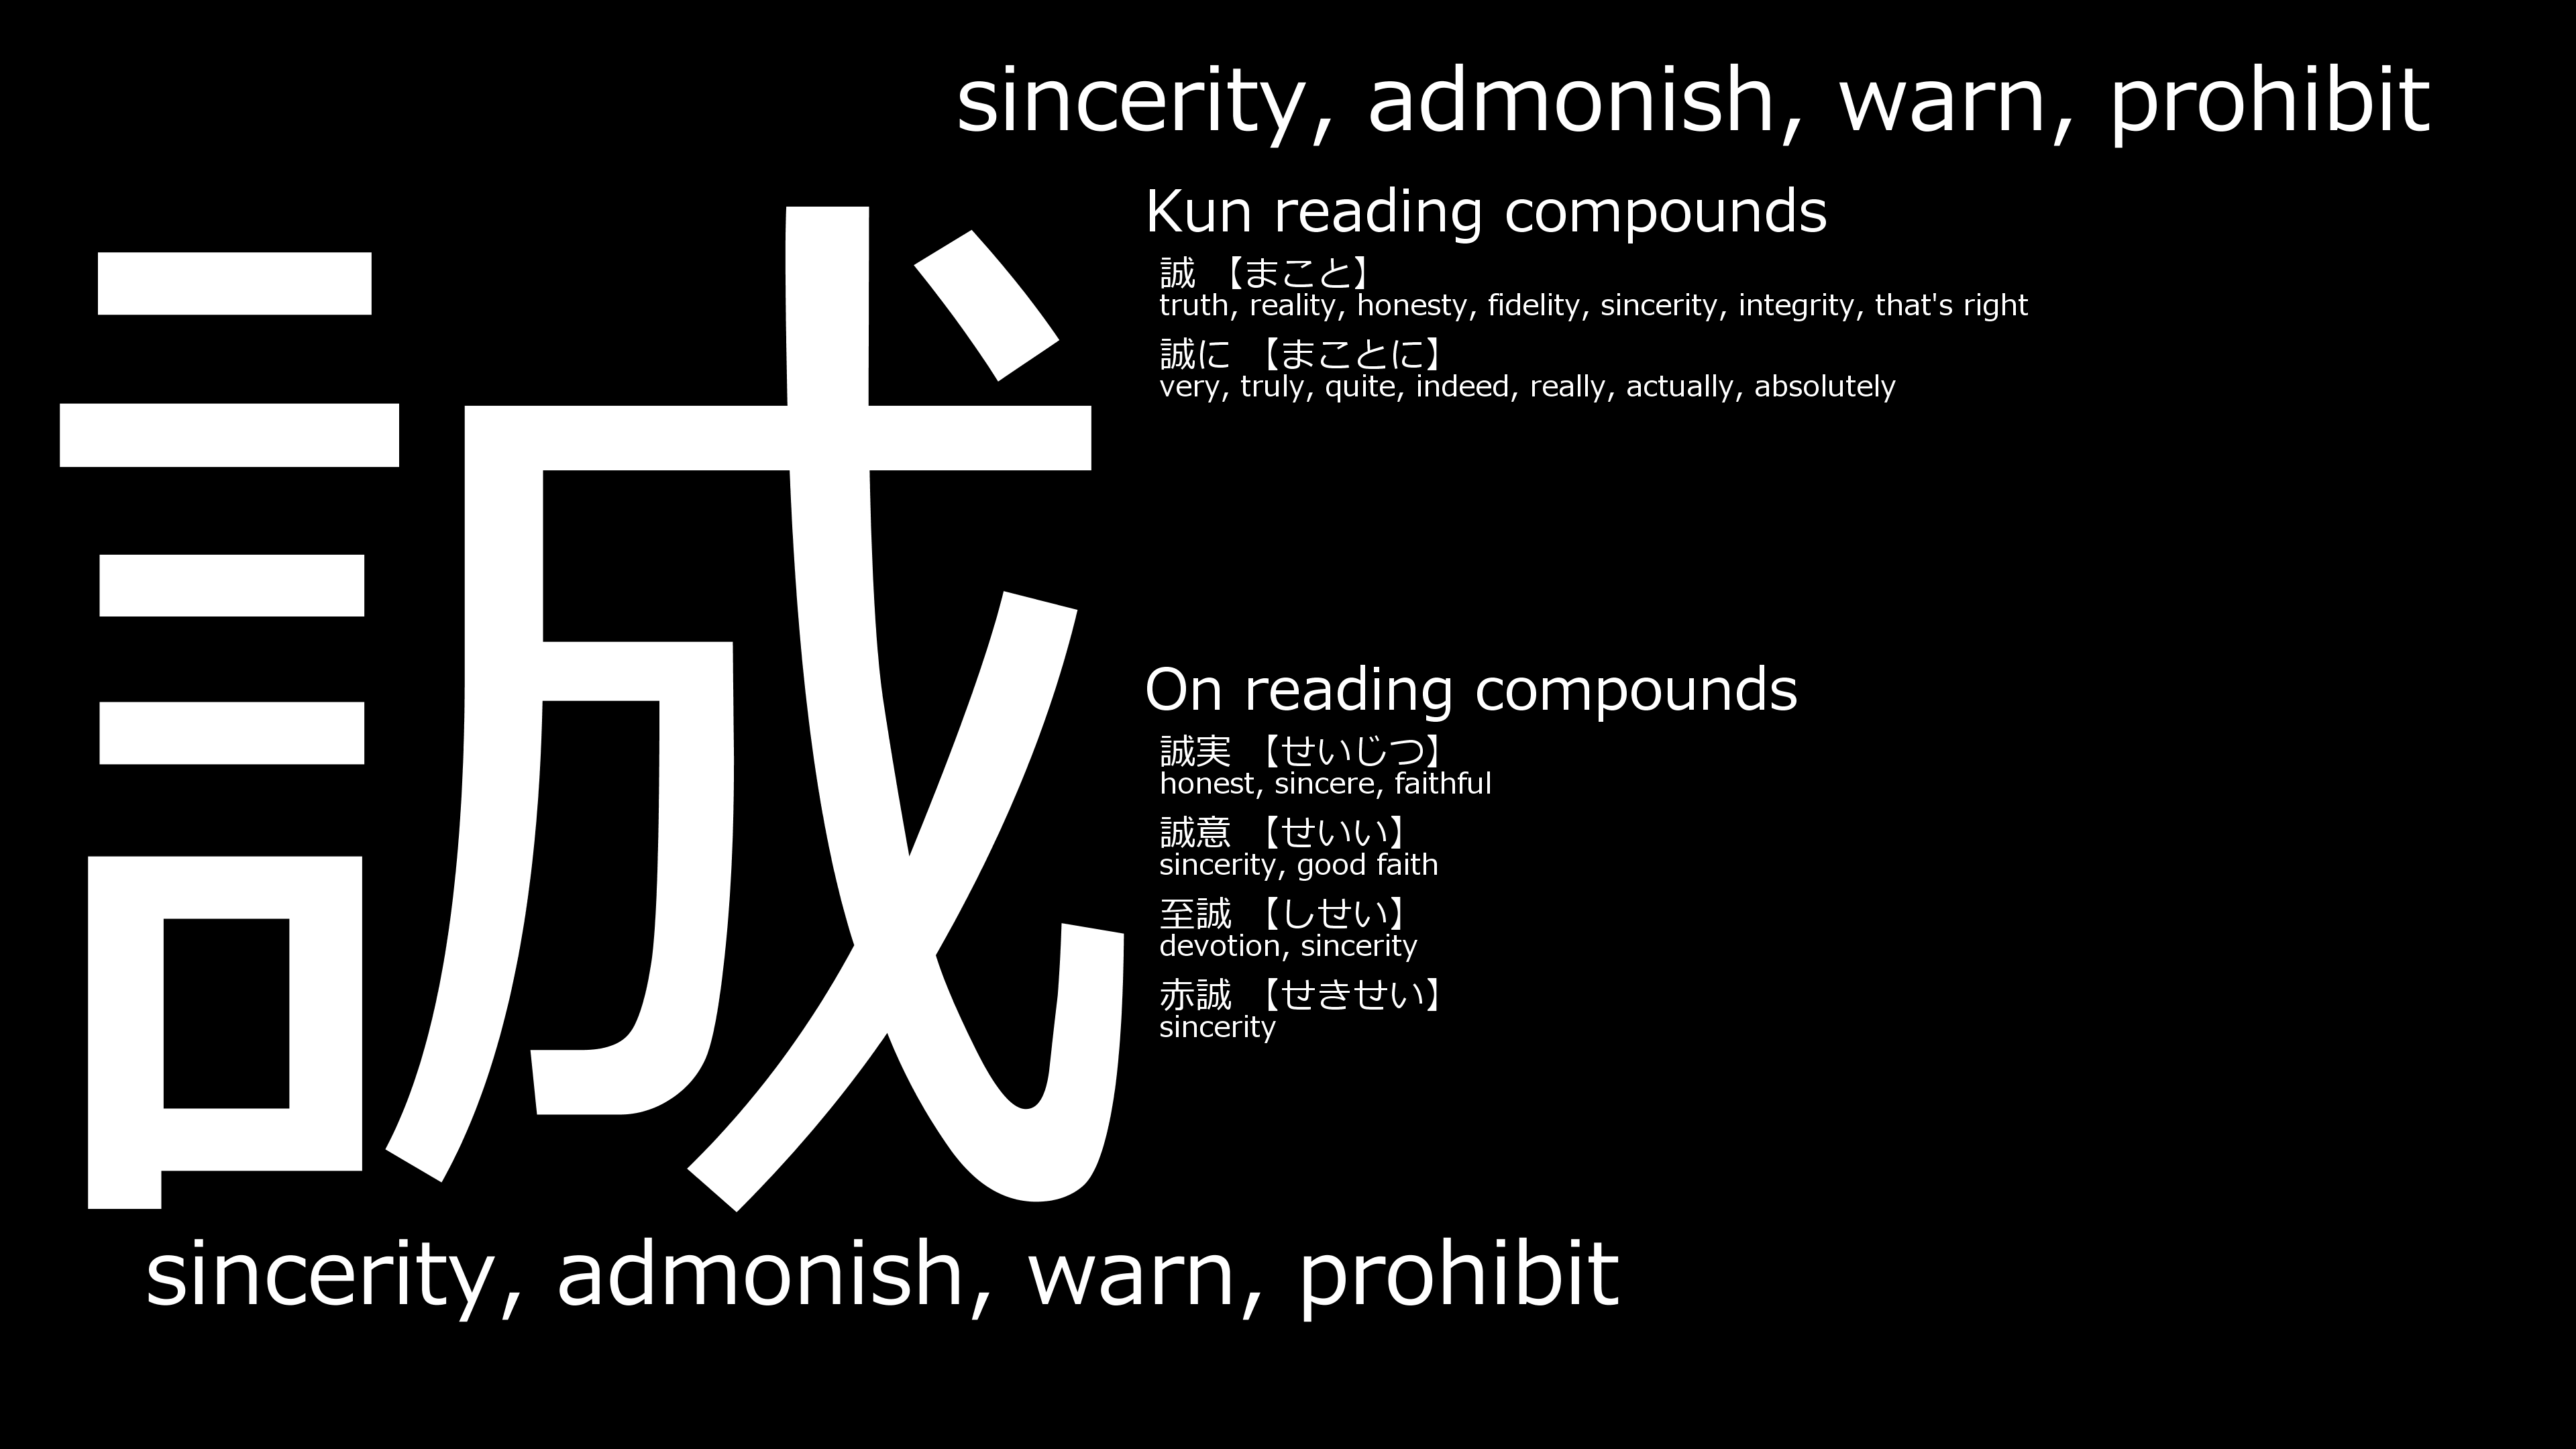 sincerity, admonish, warn, prohibit
誠
Kun reading compounds
誠 【まこと】
truth, reality, honesty, fidelity, sincerity, integrity, that's right
誠に 【まことに】
very, truly, quite, indeed, really, actually, absolutely
On reading compounds
誠実 【せいじつ】
honest, sincere, faithful
誠意 【せいい】
sincerity, good faith
至誠 【しせい】
devotion, sincerity
赤誠 【せきせい】
sincerity
sincerity, admonish, warn, prohibit